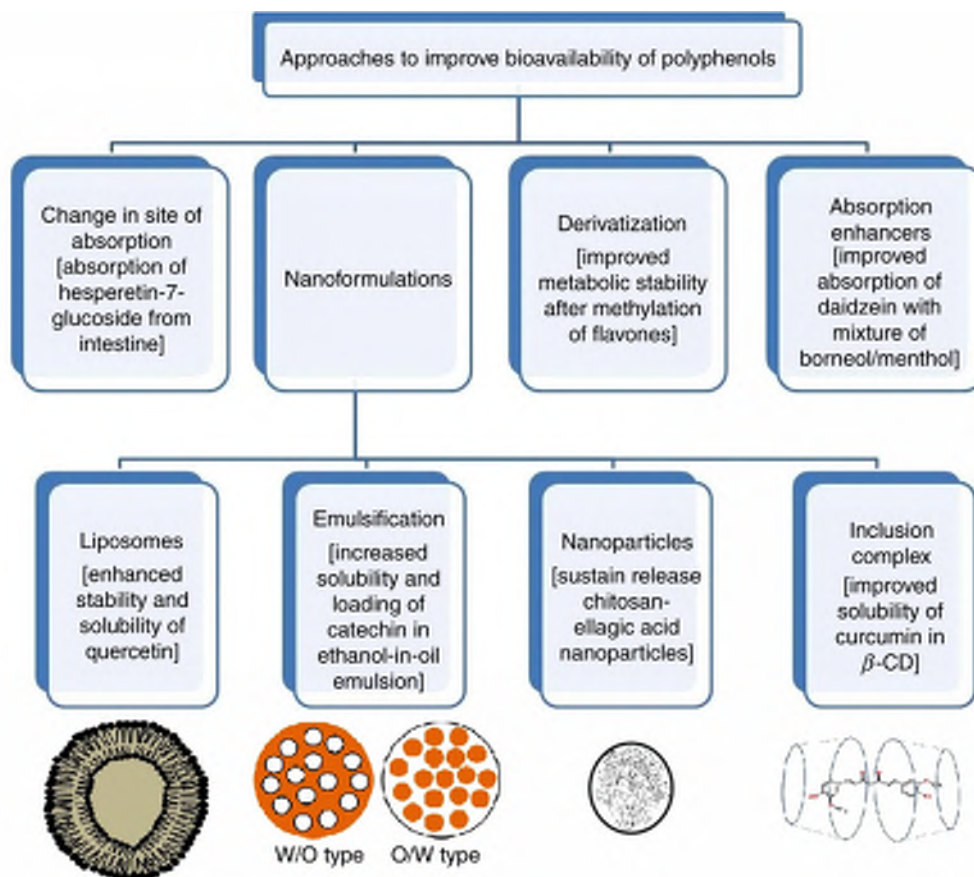 Approaches to improve bioavailability of polyphenols
Change in site of
absorption
[absorption of
hesperetin-7-
glucoside from
intestine]
Nanoformulations
Derivatization
[improved
metabolic stability
after methylation
of flavones]
Absorption
enhancers
[improved
absorption of
daidzein with
mixture of
borneol/menthol]
Liposomes
[enhanced
stability and
solubility of
quercetin]
Emulsification
[increased
solubility and
loading of
catechin in
ethanol-in-oil
emulsion]
Nanoparticles
[sustain release
chitosan-
ellagic acid
nanoparticles]
Inclusion
complex
[improved
solubility of
curcumin in
β-CD]
W/O type
O/W type